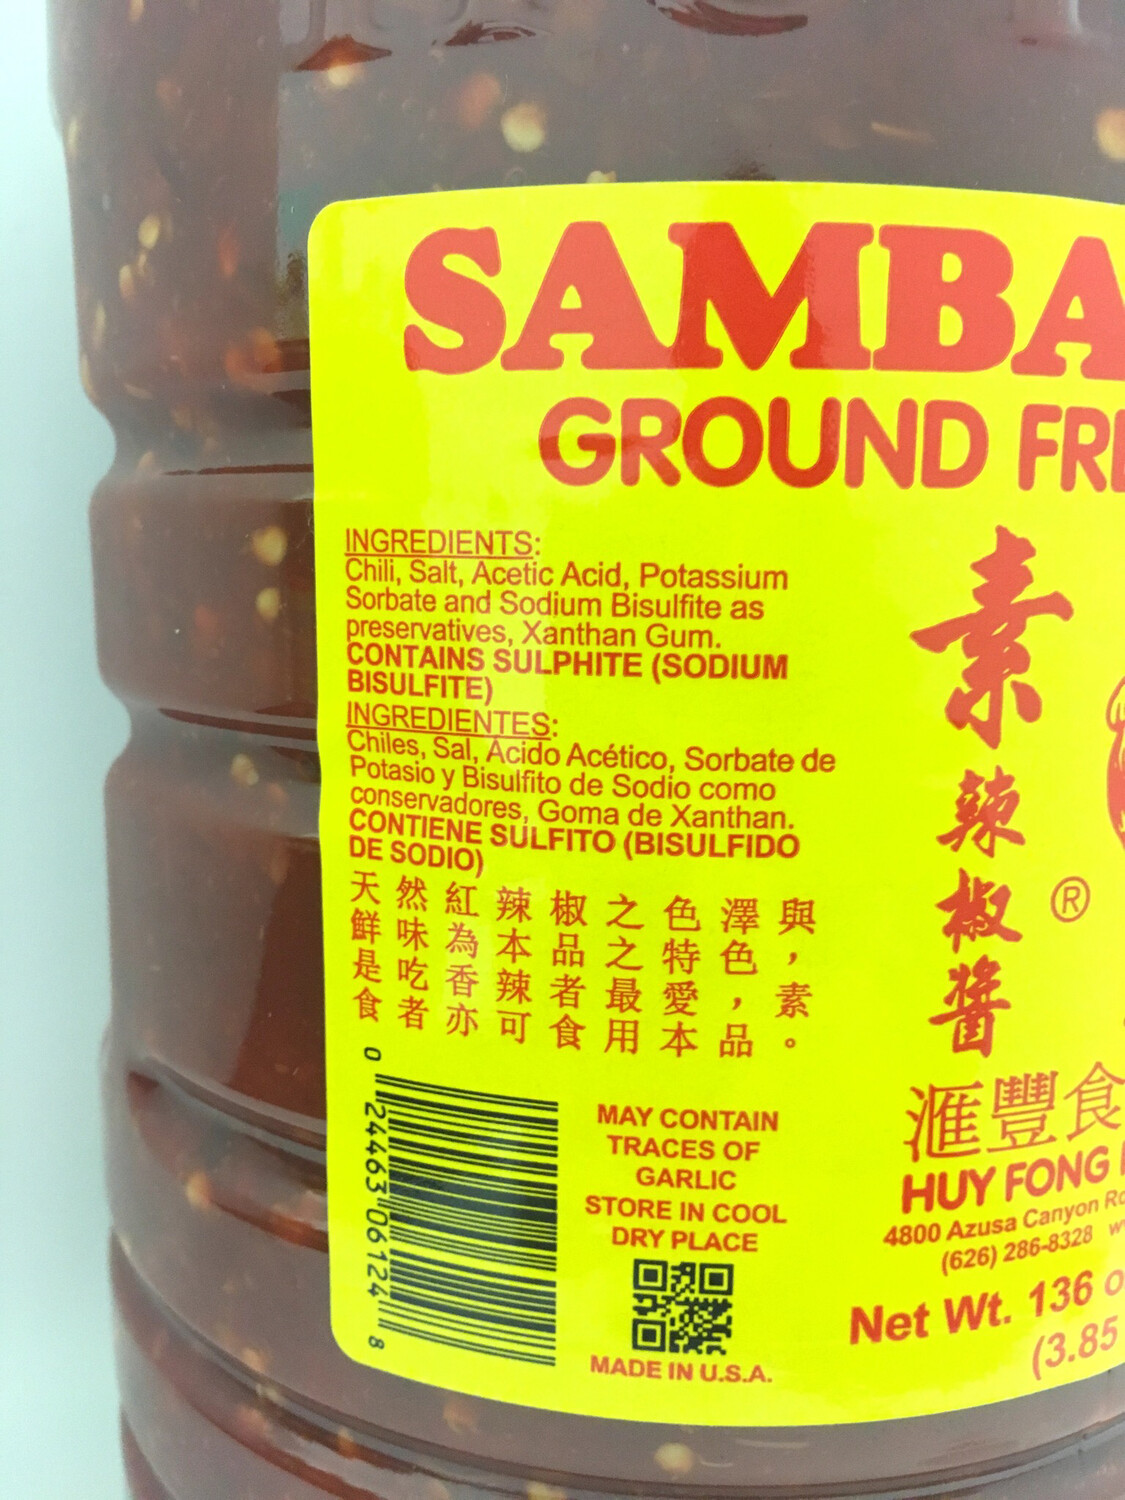 SAMBA
GROUND FRE
INGREDIENTS:
Chili, Salt, Acetic Acid, Potassium
Sorbate and Sodium Bisulfite as
preservatives, Xanthan Gum.
CONTAINS SULPHITE (SODIUM
BISULFITE)
INGREDIENTES:
Chiles, Sal, Acido Acético, Sorbate de
Potasio y Bisulfito de Sodio como
conservadores, Goma de Xanthan.
CONTIENE SULFITO (BISULFIDO
DE SODIO)
天然紅辣椒之色澤與
鮮味為本品之特色，
是吃香辣者最愛，素
食者亦可食用本品。
0 24463 06124 8
MAY CONTAIN
TRACES OF
GARLIC
STORE IN COOL
DRY PLACE
MADE IN U.S.A.
素辣椒醬
®
滙豐食
HUY FONG
4800 Azusa Canyon
(626) 286-8328
Net Wt. 136
(3.85